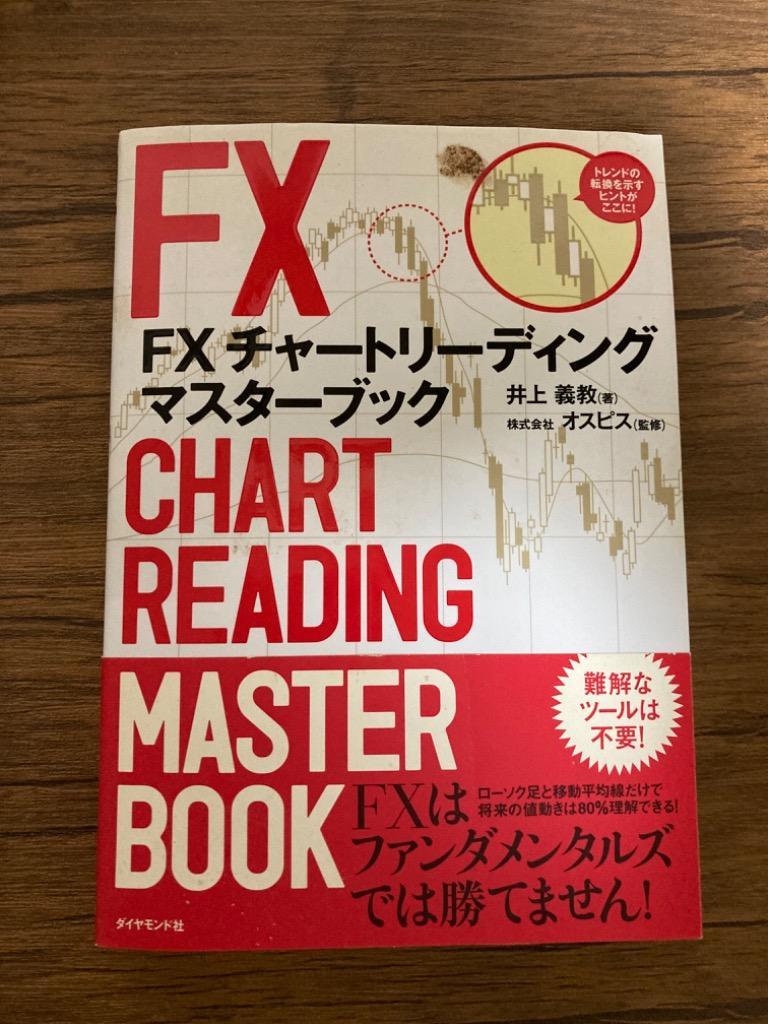 FX
トレンドの
転換を示す
ヒントが
ここに!
FXチャートリーディング
マスターブック
井上 義教(著)
株式会社 オスピス(監修)
CHART
READING
MASTER
BOOK
難解な
ツールは
不要!
ローソク足と移動平均線だけで
将来の値動きは80%理解できる!
FXは
ファンダメンタルズ
では勝てません!
ダイヤモンド社